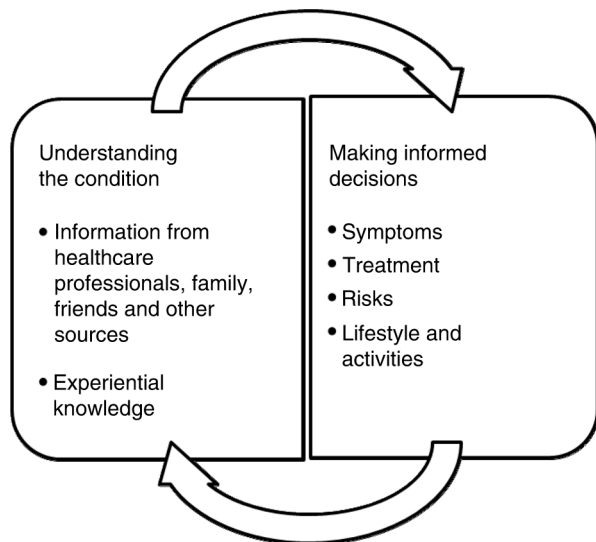 Understanding
the condition
• Information from
healthcare
professionals, family,
friends and other
sources
• Experiential
knowledge
Making informed
decisions
• Symptoms
• Treatment
• Risks
• Lifestyle and
activities